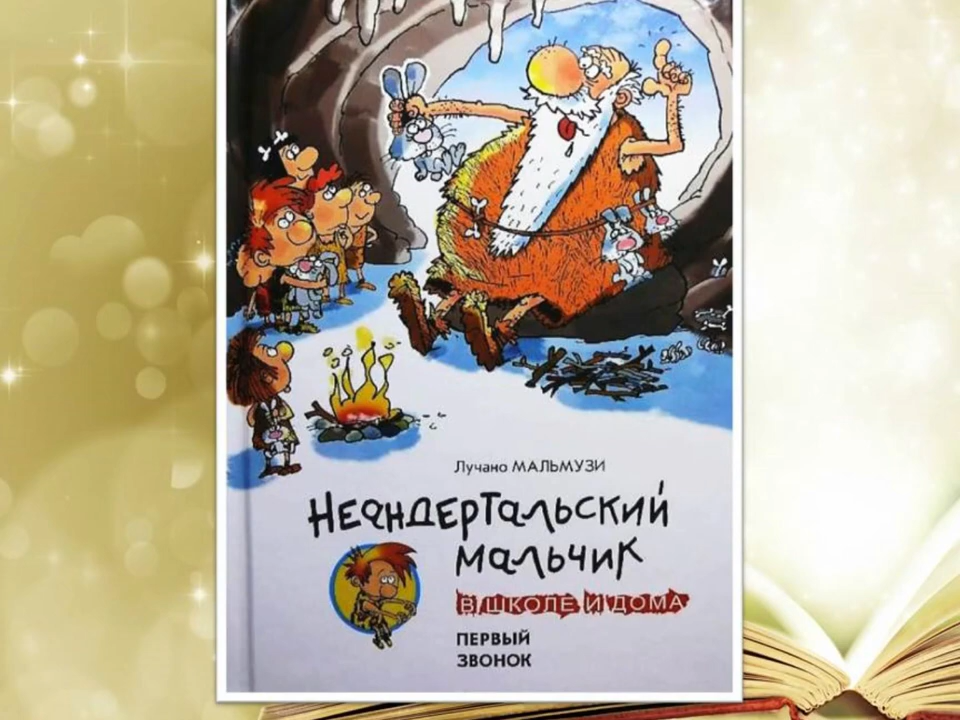 Лучано МАЛЬМУЗИ
Неандертальский
мальчик
В ШКОЛЕ И ДОМА
ПЕРВЫЙ
ЗВОНОК